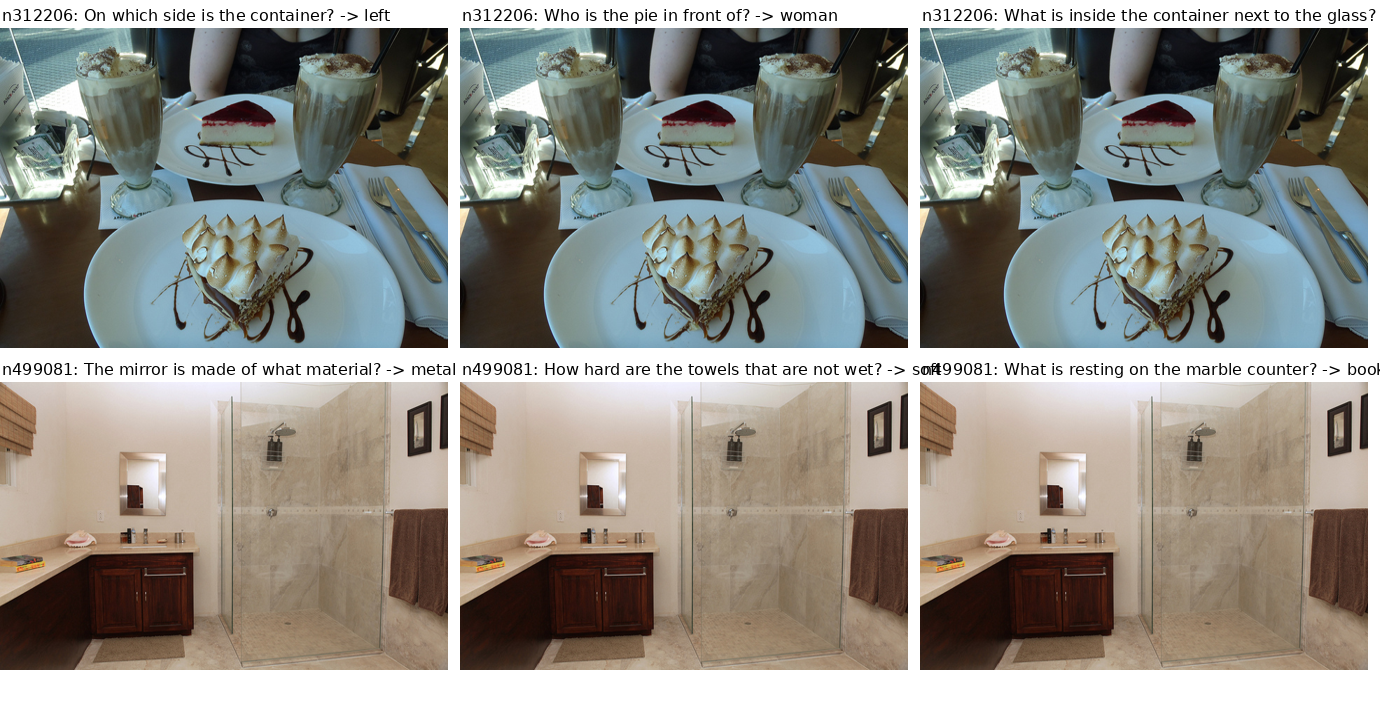 n312206: On which side is the container? -> left
n312206: Who is the pie in front of? -> woman
n312206: What is inside the container next to the glass?
n499081: The mirror is made of what material? -> metal
n499081: How hard are the towels that are not wet? -> soft
n499081: What is resting on the marble counter? -> book